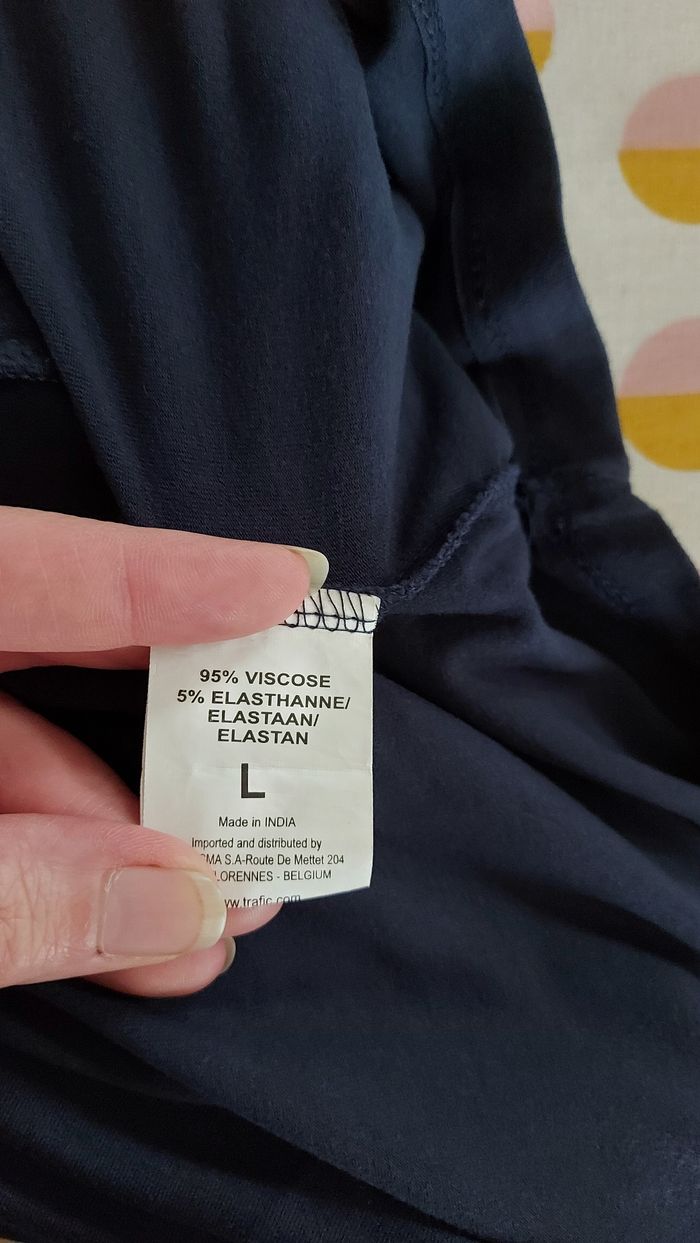 95% VISCOSE
5% ELASTHANNE/
ELASTAAN/
ELASTAN
L
Made in INDIA
Imported and distributed by
S.A-Route De Mettet 204
- BELGIUM